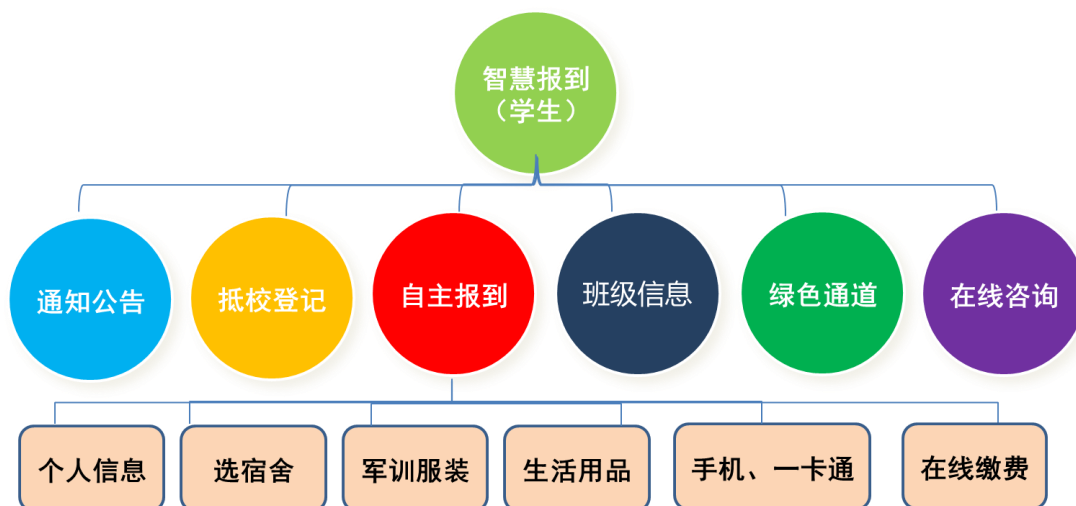 智慧报到
（学生）
通知公告
抵校登记
自主报到
班级信息
绿色通道
在线咨询
个人信息
选宿舍
军训服装
生活用品
手机、一卡通
在线缴费